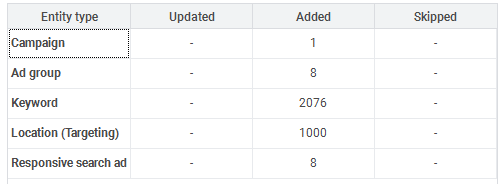 Entity type Updated Added Skipped
Campaign - 1 -
Ad group - 8 -
Keyword - 2076 -
Location (Targeting) - 1000 -
Responsive search ad - 8 -